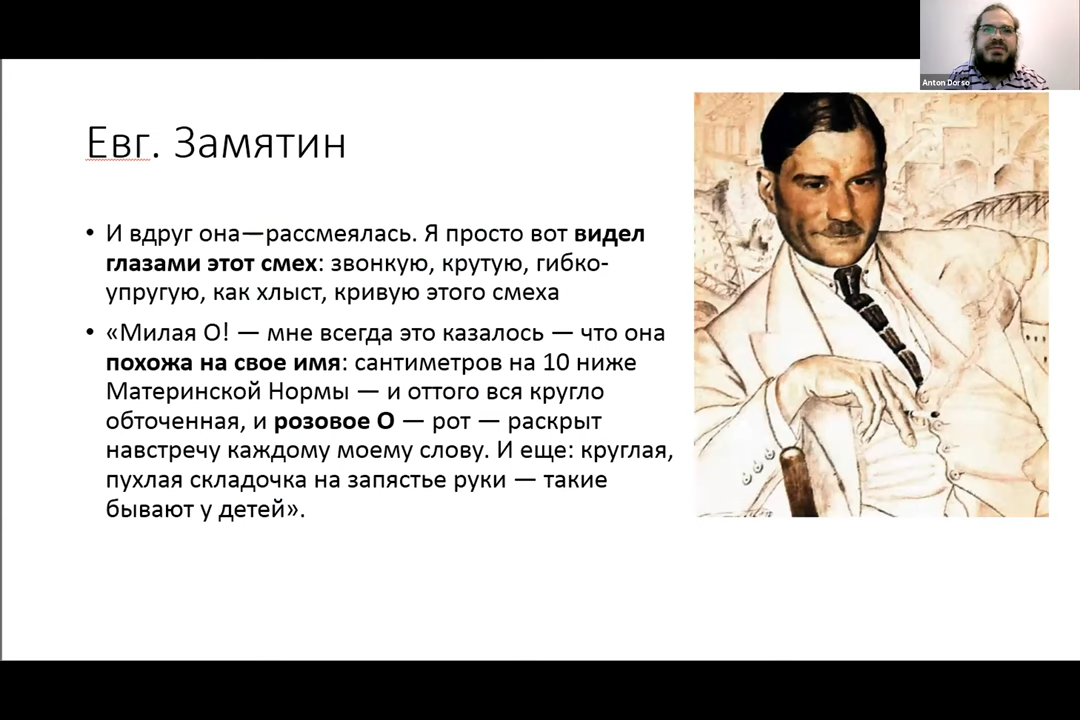 Anton Dorso
Евг. Замятин
• И вдруг она—рассмеялась. Я просто вот видел
глазами этот смех: звонкую, крутую, гибко-
упругую, как хлыст, кривую этого смеха
• «Милая О! — мне всегда это казалось — что она
похожа на свое имя: сантиметров на 10 ниже
Материнской Нормы — и оттого вся кругло
обточенная, и розовое О — рот — раскрыт
навстречу каждому моему слову. И еще: круглая,
пухлая складочка на запястье руки — такие
бывают у детей».